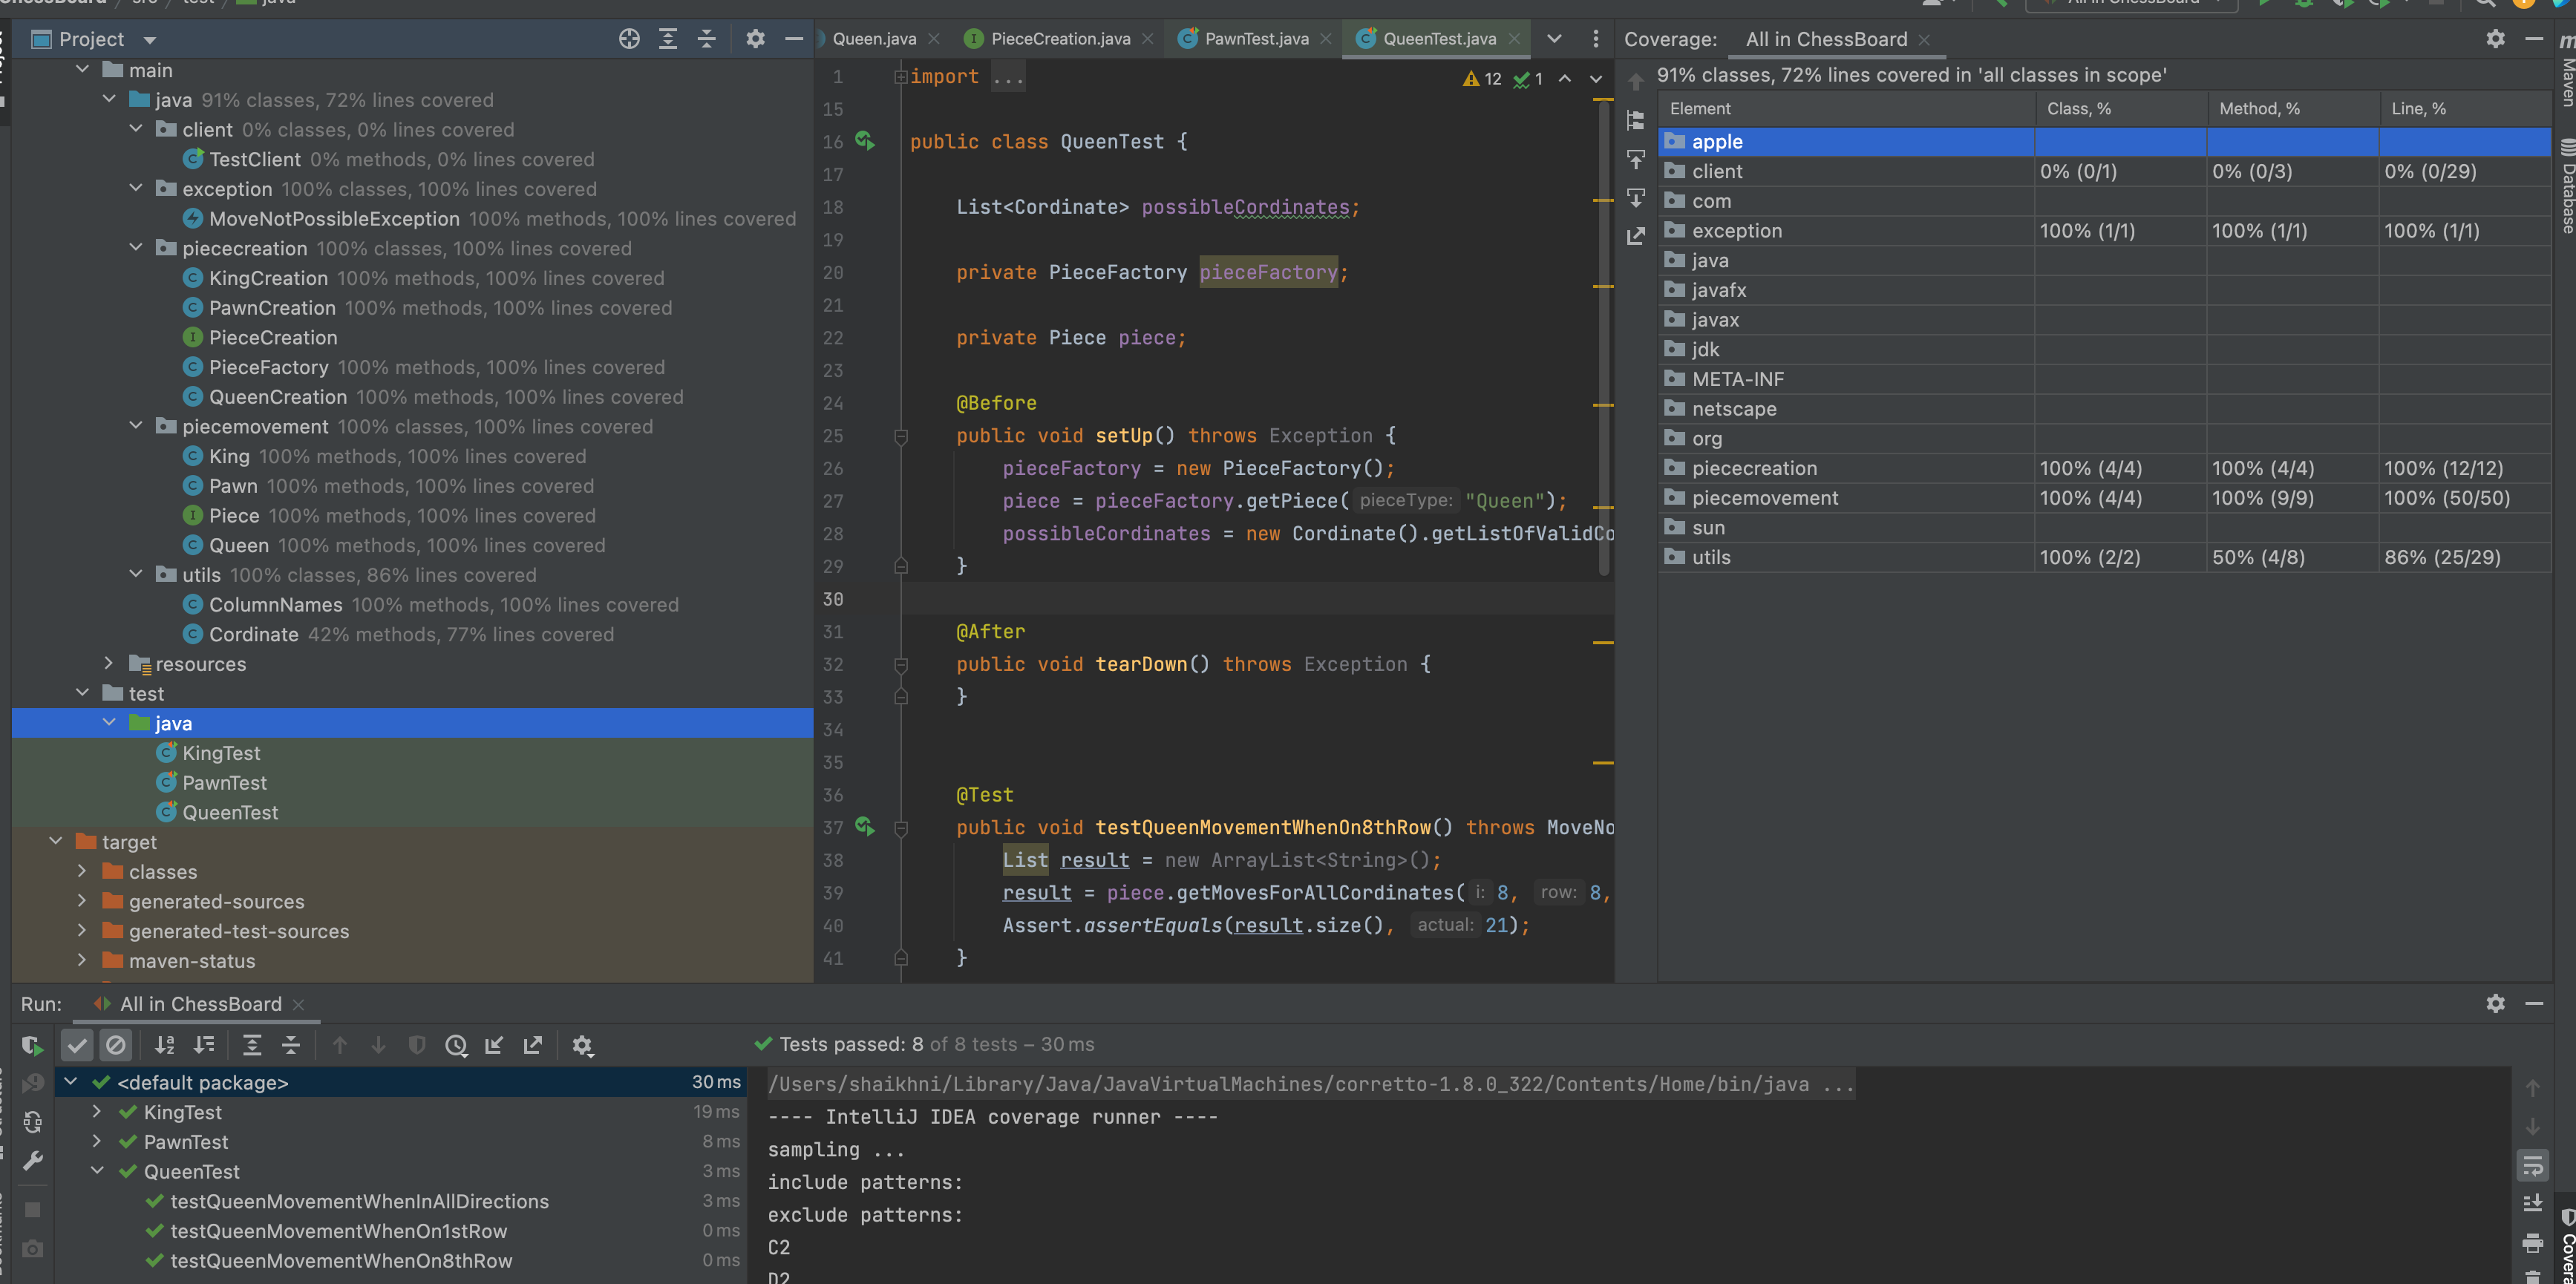 ChessBoard / src / test / java
All in ChessBoard
Project
main
java 91% classes, 72% lines covered
client 0% classes, 0% lines covered
TestClient 0% methods, 0% lines covered
exception 100% classes, 100% lines covered
MoveNotPossibleException 100% methods, 100% lines covered
piececreation 100% classes, 100% lines covered
KingCreation 100% methods, 100% lines covered
PawnCreation 100% methods, 100% lines covered
PieceCreation
PieceFactory 100% methods, 100% lines covered
QueenCreation 100% methods, 100% lines covered
piecemovement 100% classes, 100% lines covered
King 100% methods, 100% lines covered
Pawn 100% methods, 100% lines covered
Piece 100% methods, 100% lines covered
Queen 100% methods, 100% lines covered
utils 100% classes, 86% lines covered
ColumnNames 100% methods, 100% lines covered
Cordinate 42% methods, 77% lines covered
resources
test
java
KingTest
PawnTest
QueenTest
target
classes
generated-sources
generated-test-sources
maven-status
Queen.java PieceCreation.java PawnTest.java QueenTest.java
12 1
1 import ...
15
16 public class QueenTest {
17
18 List<Cordinate> possibleCordinates;
19
20 private PieceFactory pieceFactory;
21
22 private Piece piece;
23
24 @Before
25 public void setUp() throws Exception {
26 pieceFactory = new PieceFactory();
27 piece = pieceFactory.getPiece( pieceType: "Queen");
28 possibleCordinates = new Cordinate().getListOfValidCo
29 }
30
31 @After
32 public void tearDown() throws Exception {
33 }
34
35
36 @Test
37 public void testQueenMovementWhenOn8thRow() throws MoveNo
38 List result = new ArrayList<String>();
39 result = piece.getMovesForAllCordinates( i: 8, row: 8,
40 Assert.assertEquals(result.size(), actual: 21);
41 }
Coverage: All in ChessBoard
91% classes, 72% lines covered in 'all classes in scope'
Element Class, % Method, % Line, %
apple
client 0% (0/1) 0% (0/3) 0% (0/29)
com
exception 100% (1/1) 100% (1/1) 100% (1/1)
java
javafx
javax
jdk
META-INF
netscape
org
piececreation 100% (4/4) 100% (4/4) 100% (12/12)
piecemovement 100% (4/4) 100% (9/9) 100% (50/50)
sun
utils 100% (2/2) 50% (4/8) 86% (25/29)
m
Maven
Database
Run: All in ChessBoard
Tests passed: 8 of 8 tests – 30 ms
<default package> 30 ms
KingTest 19 ms
PawnTest 8 ms
QueenTest 3 ms
testQueenMovementWhenInAllDirections 3 ms
testQueenMovementWhenOn1stRow 0 ms
testQueenMovementWhenOn8thRow 0 ms
/Users/shaikhni/Library/Java/JavaVirtualMachines/corretto-1.8.0_322/Contents/Home/bin/java ...
---- IntelliJ IDEA coverage runner ----
sampling ...
include patterns:
exclude patterns:
C2
D2
Covera